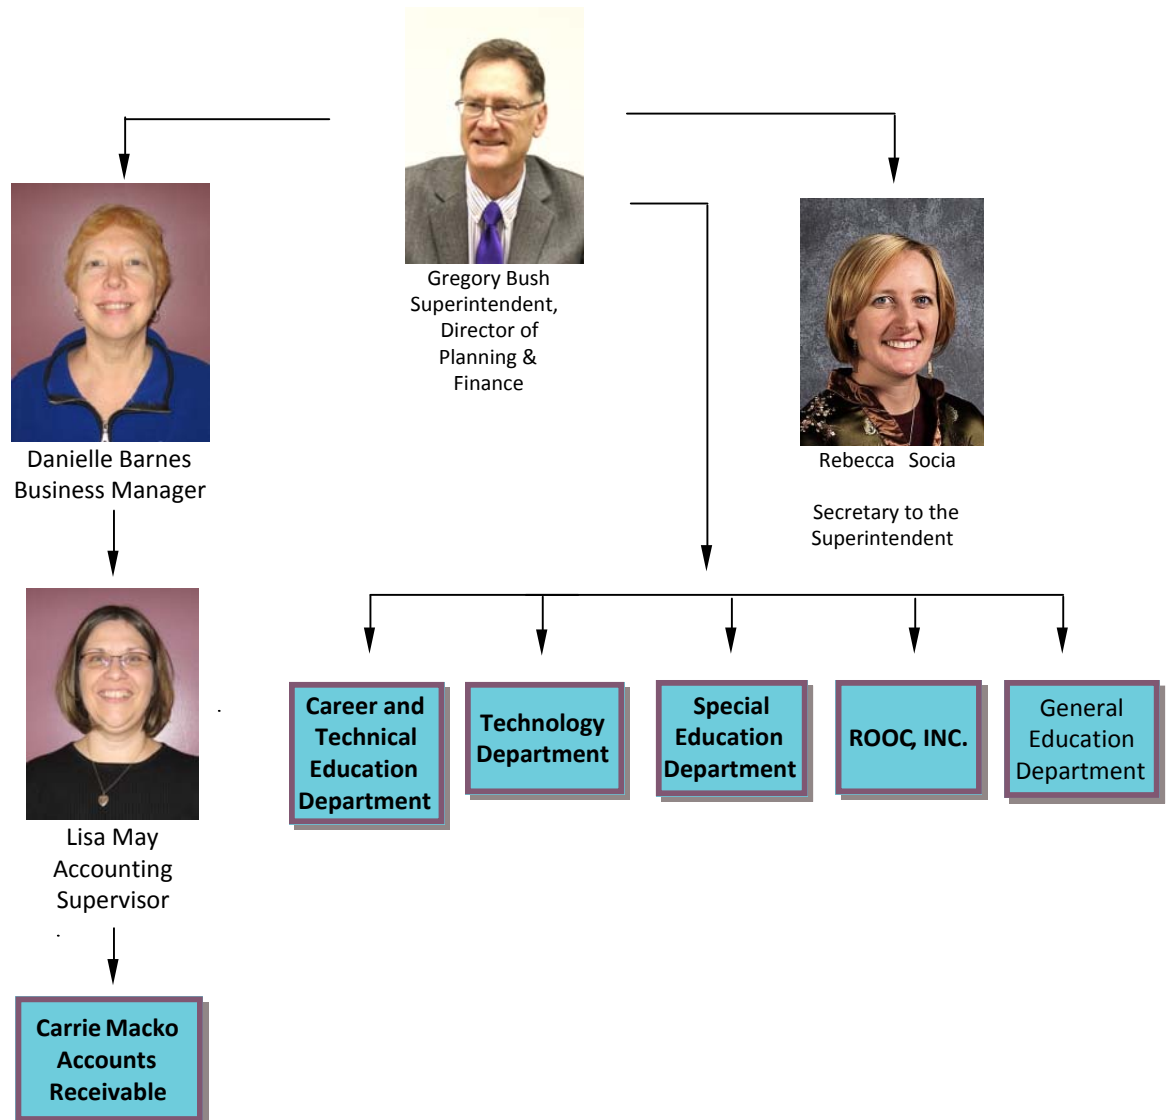 Gregory Bush
Superintendent,
Director of
Planning &
Finance
Danielle Barnes
Business Manager
Rebecca Socia
Secretary to the
Superintendent
Lisa May
Accounting
Supervisor
Career and
Technical
Education
Department
Technology
Department
Special
Education
Department
ROOC, INC.
General
Education
Department
Carrie Macko
Accounts
Receivable